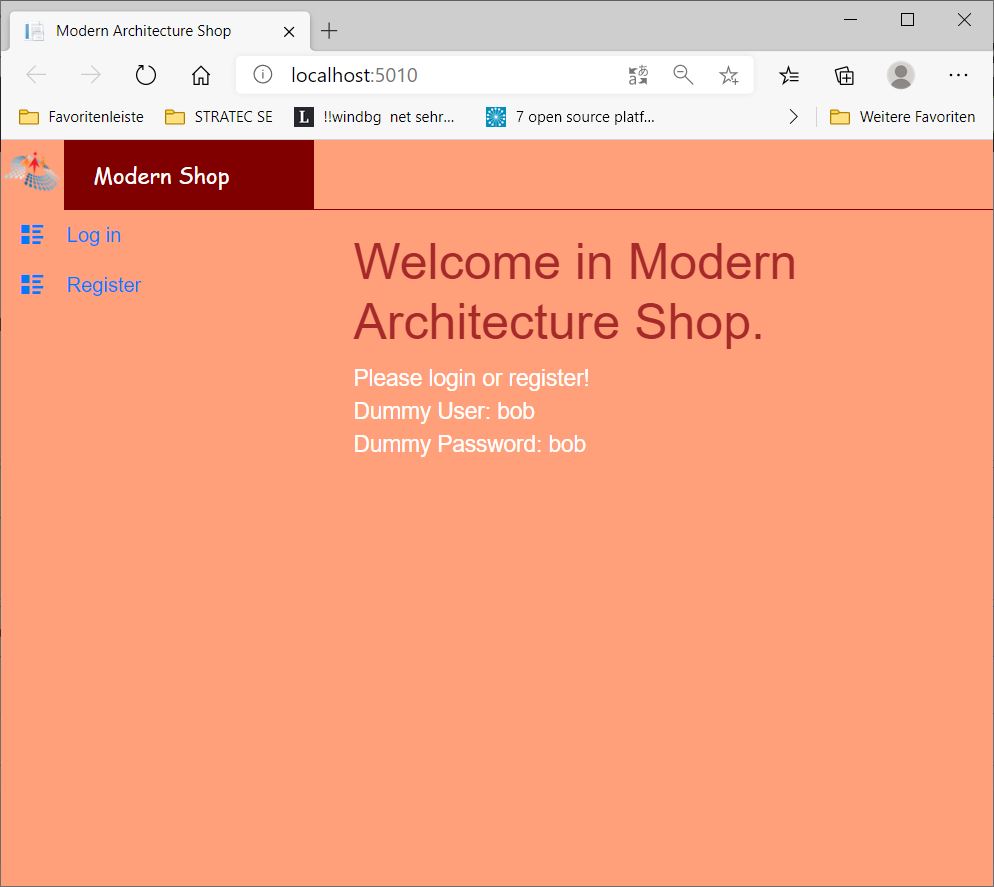 Modern Architecture Shop
localhost:5010
Favoritenleiste
STRATEC SE
L
!!windbg net sehr...
7 open source platf...
Weitere Favoriten
Modern Shop
Log in
Register
Welcome in Modern
Architecture Shop.
Please login or register!
Dummy User: bob
Dummy Password: bob